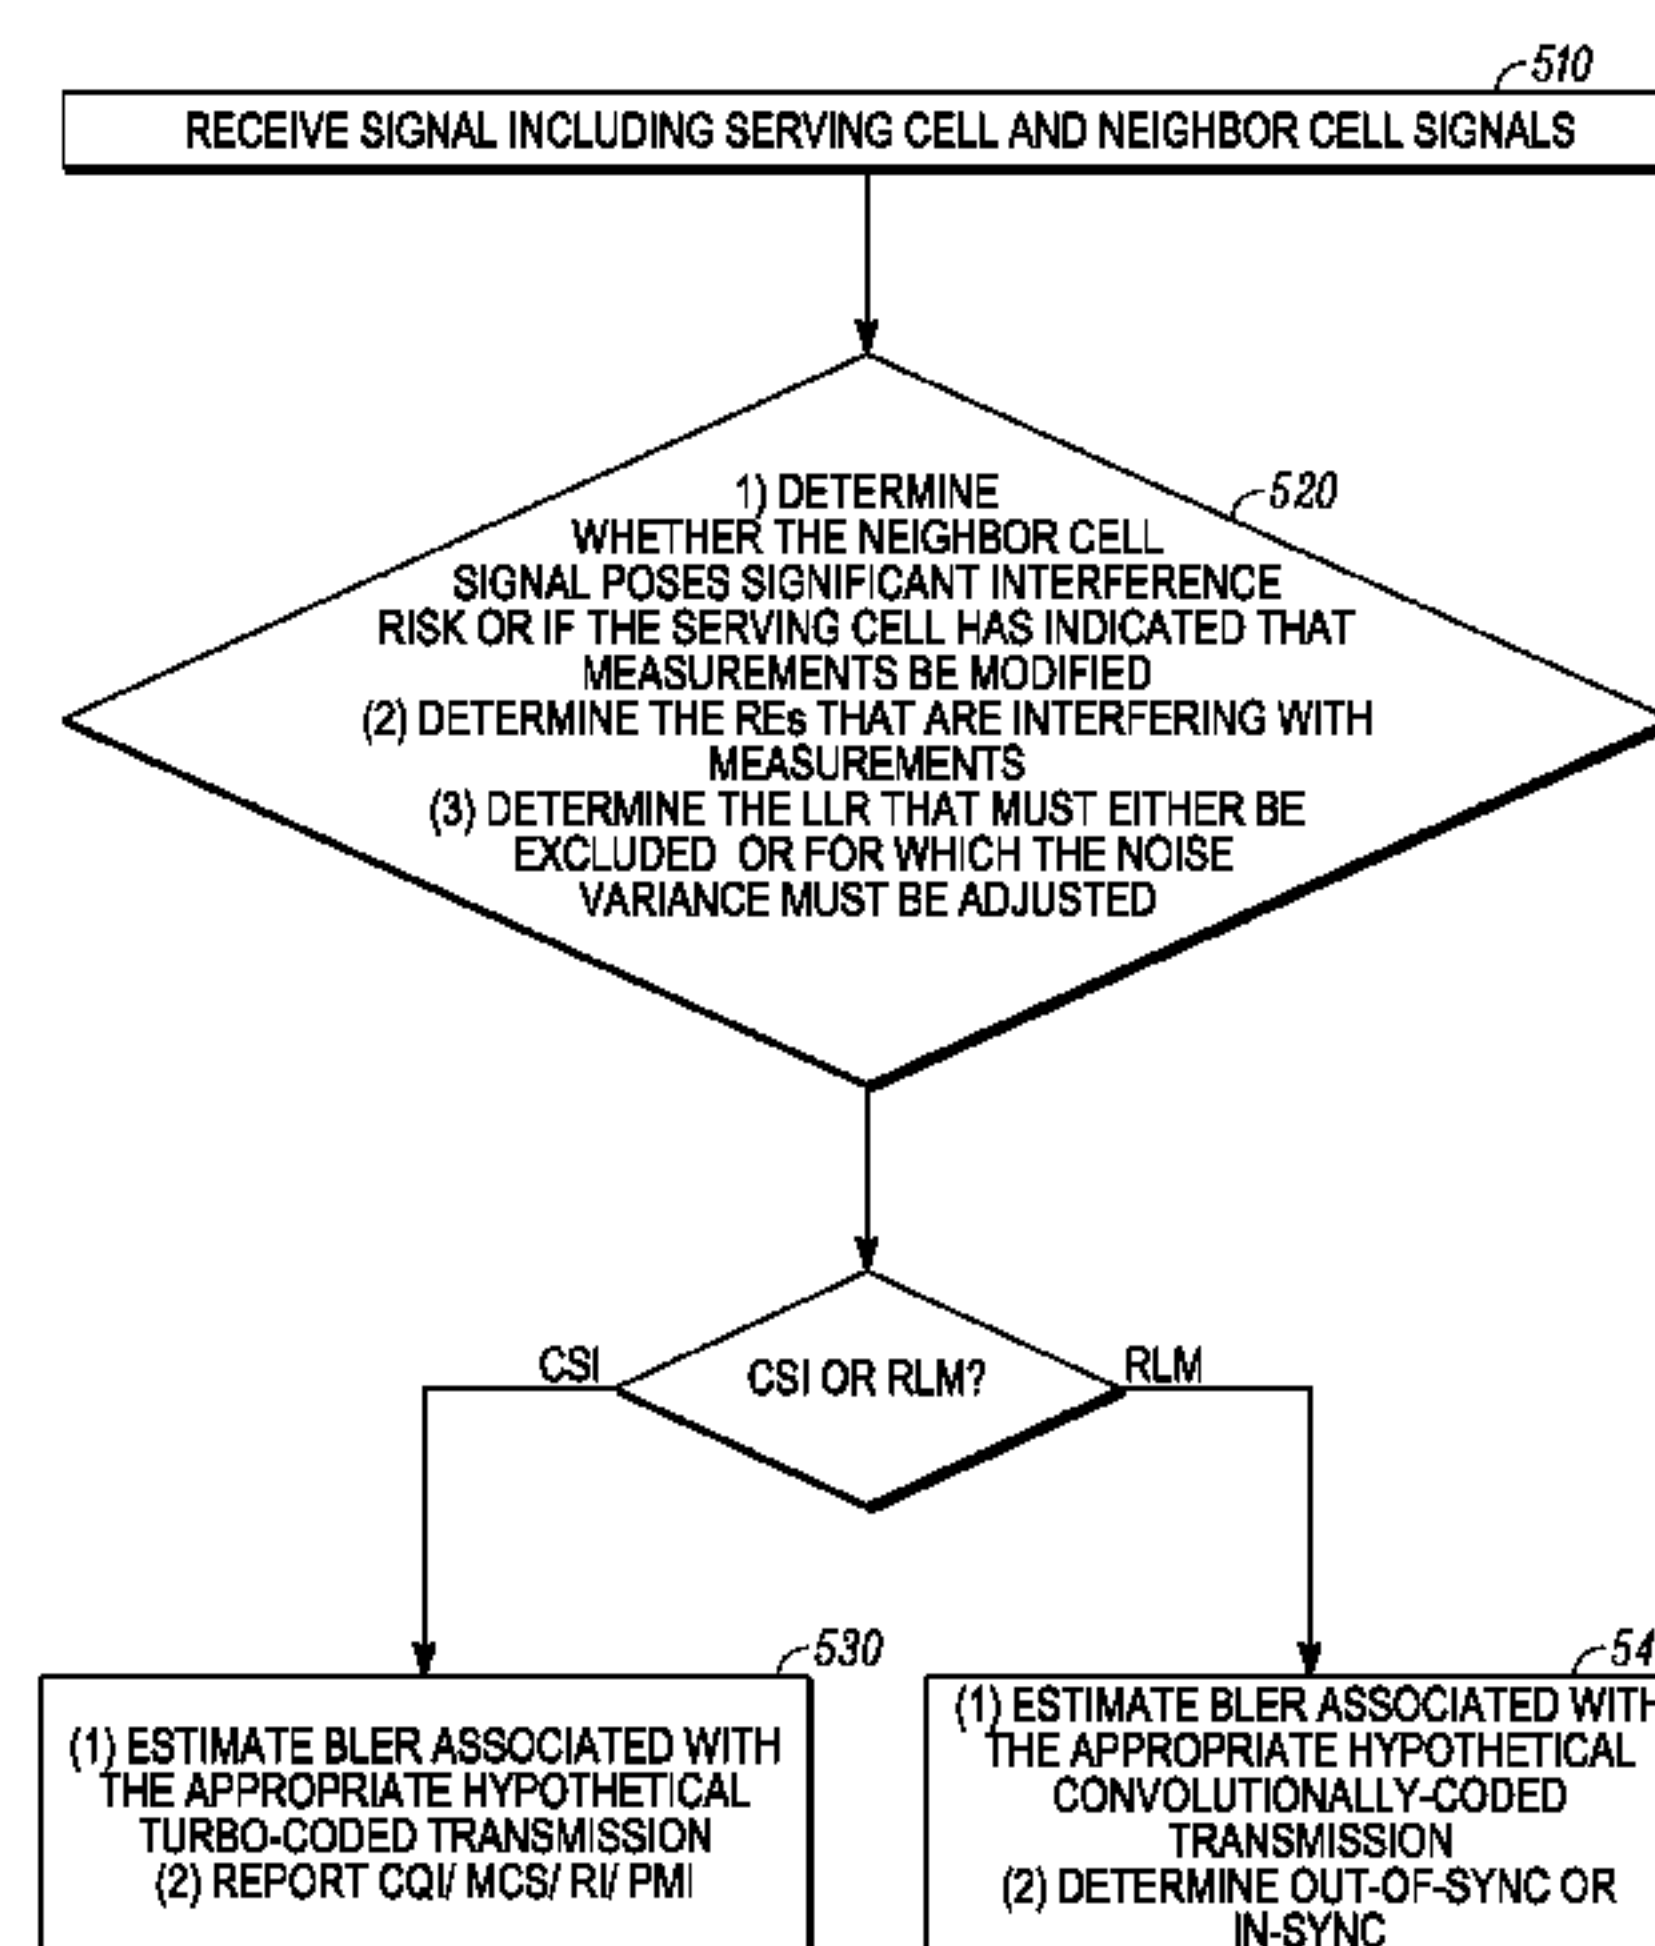 510
RECEIVE SIGNAL INCLUDING SERVING CELL AND NEIGHBOR CELL SIGNALS
520
1) DETERMINE
WHETHER THE NEIGHBOR CELL
SIGNAL POSES SIGNIFICANT INTERFERENCE
RISK OR IF THE SERVING CELL HAS INDICATED THAT
MEASUREMENTS BE MODIFIED
(2) DETERMINE THE REs THAT ARE INTERFERING WITH
MEASUREMENTS
(3) DETERMINE THE LLR THAT MUST EITHER BE
EXCLUDED OR FOR WHICH THE NOISE
VARIANCE MUST BE ADJUSTED
CSI
CSI OR RLM?
RLM
530
(1) ESTIMATE BLER ASSOCIATED WITH
THE APPROPRIATE HYPOTHETICAL
TURBO-CODED TRANSMISSION
(2) REPORT CQI/ MCS/ RI/ PMI
54
(1) ESTIMATE BLER ASSOCIATED WITH
THE APPROPRIATE HYPOTHETICAL
CONVOLUTIONALLY-CODED
TRANSMISSION
(2) DETERMINE OUT-OF-SYNC OR
IN-SYNC